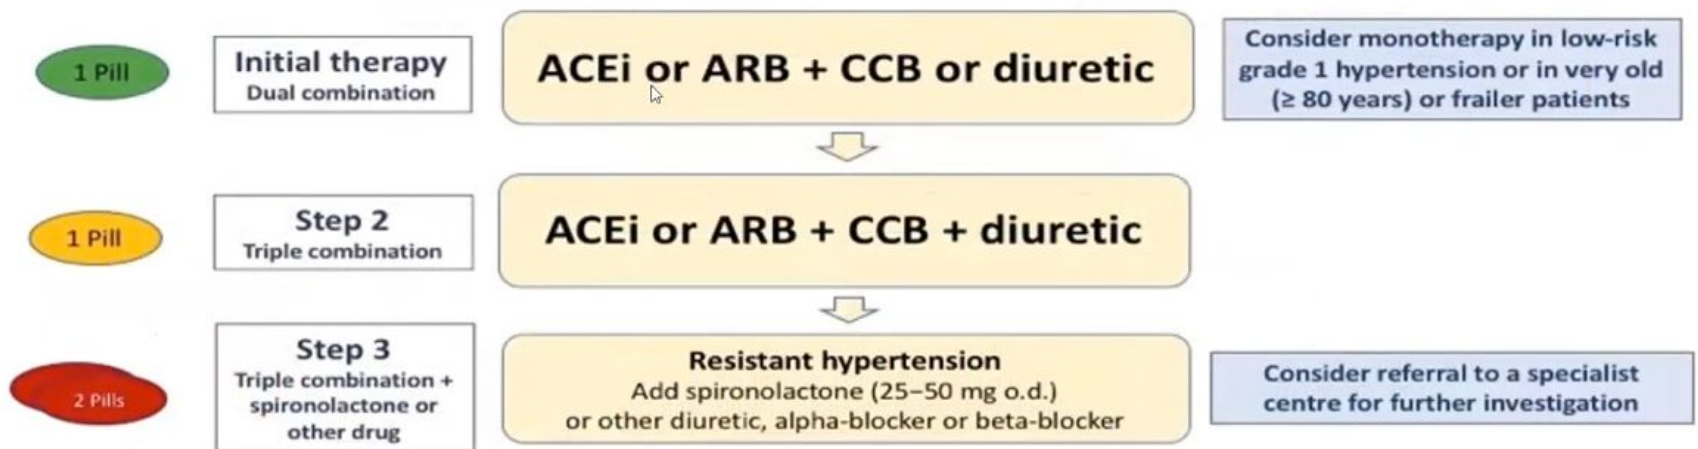 1 Pill
Initial therapy
Dual combination
ACEi or ARB + CCB or diuretic
Consider monotherapy in low-risk
grade 1 hypertension or in very old
(≥ 80 years) or frailer patients
1 Pill
Step 2
Triple combination
ACEi or ARB + CCB + diuretic
2 Pills
Step 3
Triple combination +
spironolactone or
other drug
Resistant hypertension
Add spironolactone (25–50 mg o.d.)
or other diuretic, alpha-blocker or beta-blocker
Consider referral to a specialist
centre for further investigation